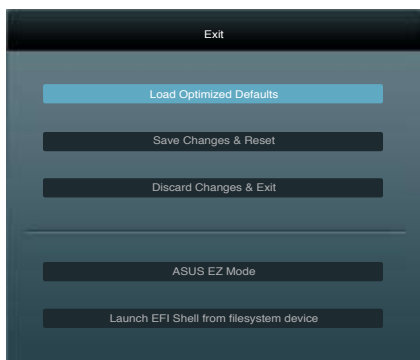 Exit
Load Optimized Defaults
Save Changes & Reset
Discard Changes & Exit
ASUS EZ Mode
Launch EFI Shell from filesystem device